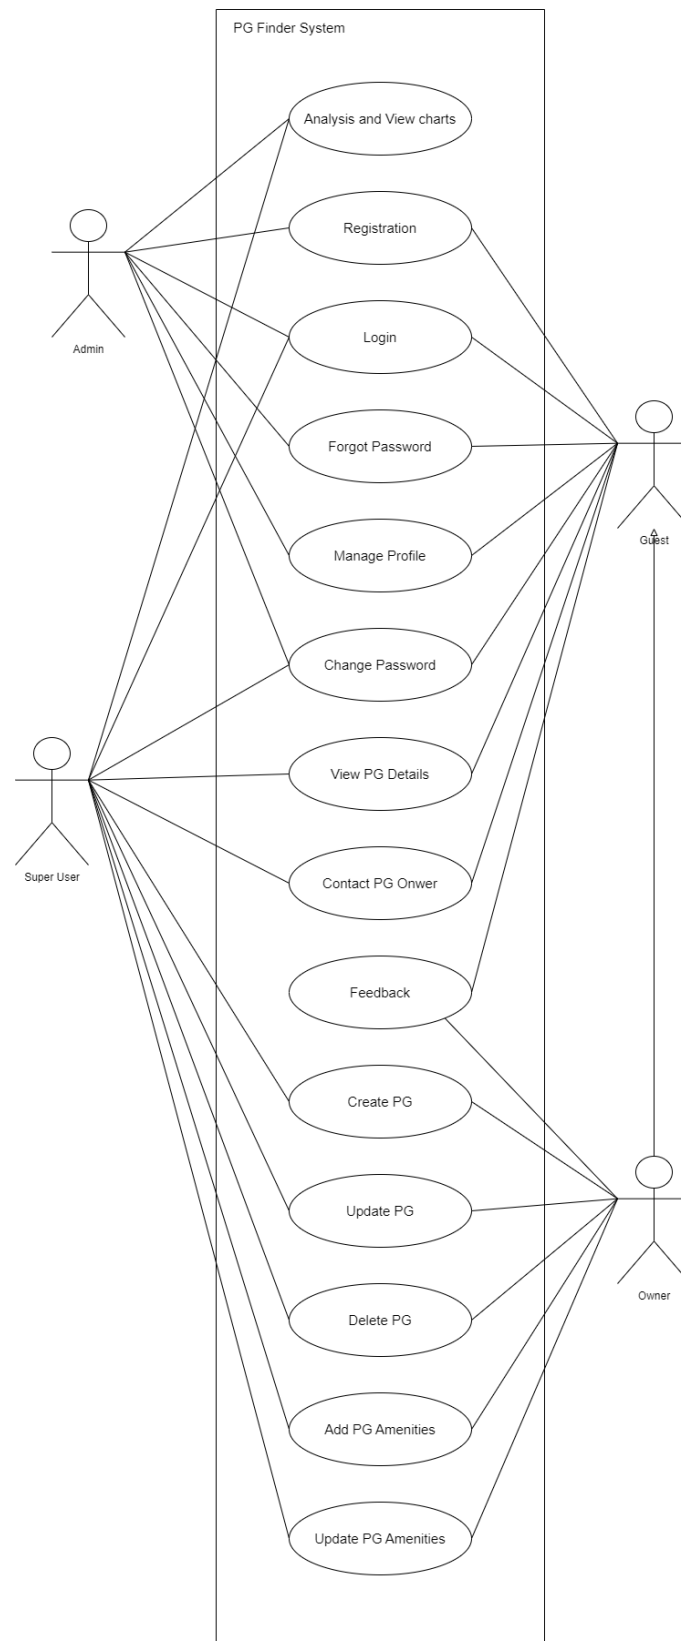 PG Finder System
Analysis and View charts
Registration
Login
Admin
Forgot Password
Guest
Manage Profile
Change Password
View PG Details
Super User
Contact PG Onwer
Feedback
Create PG
Update PG
Owner
Delete PG
Add PG Amenities
Update PG Amenities